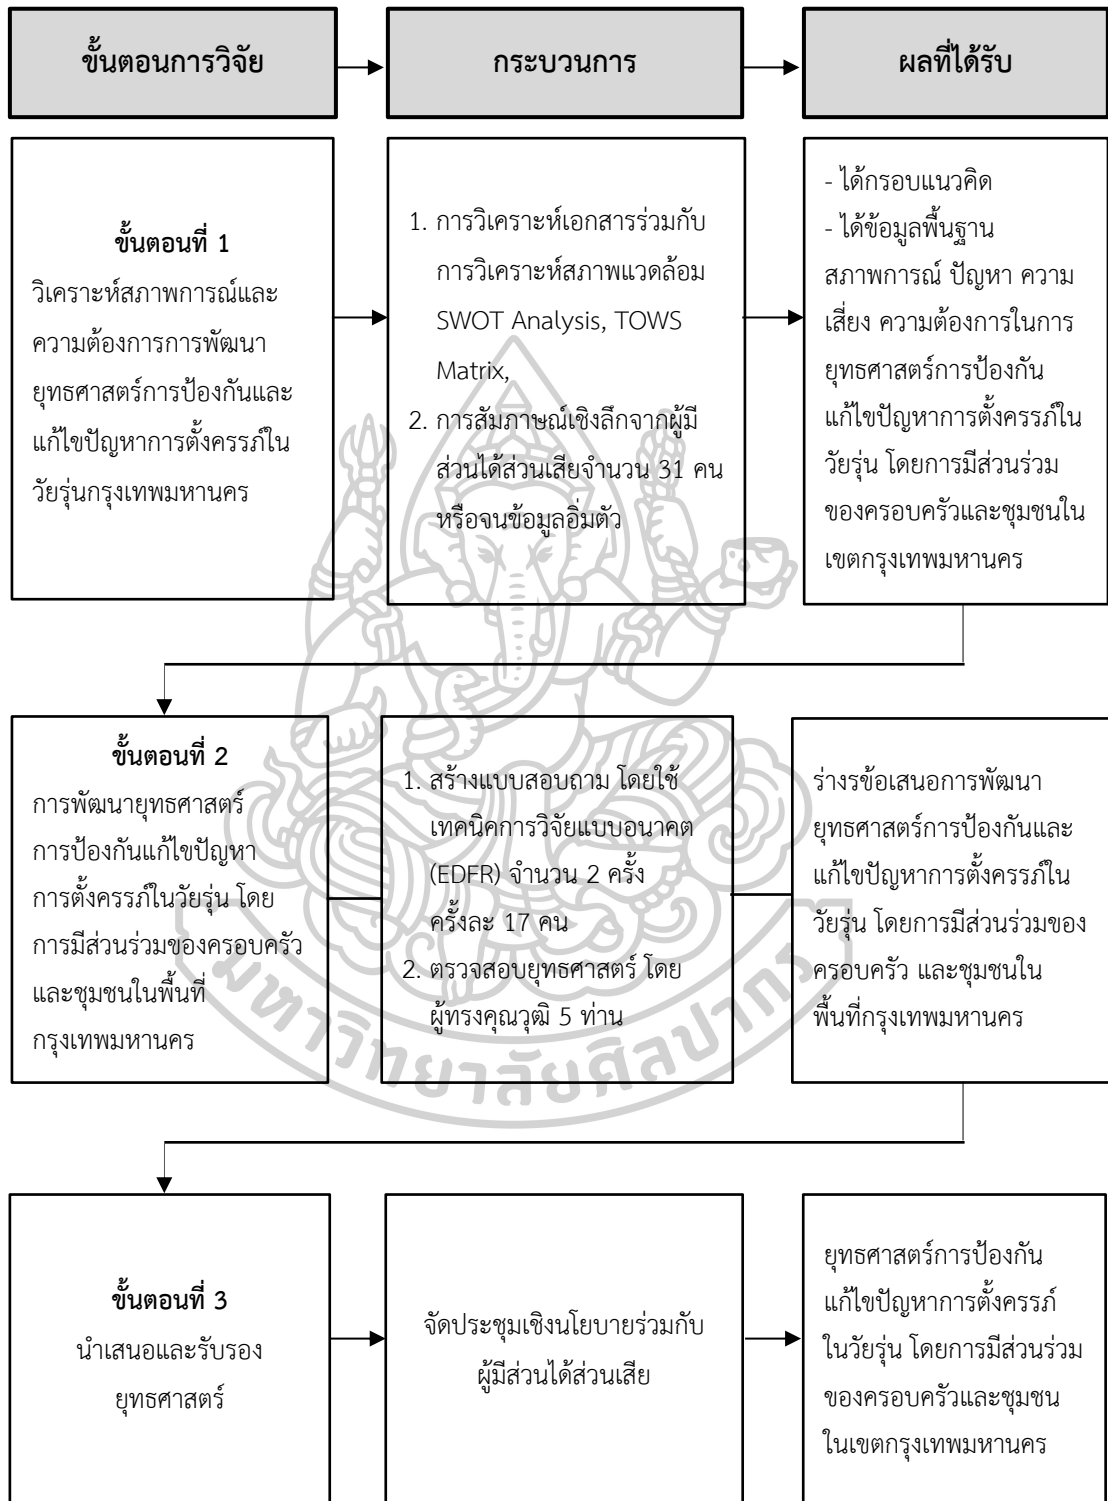 ขั้นตอนการวิจัย
กระบวนการ
ผลที่ได้รับ
ขั้นตอนที่ 1
วิเคราะห์สภาพการณ์และ
ความต้องการการพัฒนา
ยุทธศาสตร์การป้องกันและ
แก้ไขปัญหาการตั้งครรภ์ใน
วัยรุ่นกรุงเทพมหานคร
1. การวิเคราะห์เอกสารร่วมกับ
การวิเคราะห์สภาพแวดล้อม
SWOT Analysis, TOWS
Matrix,
2. การสัมภาษณ์เชิงลึกจากผู้มี
ส่วนได้ส่วนเสียจำนวน 31 คน
หรือจนข้อมูลอิ่มตัว
- ได้กรอบแนวคิด
- ได้ข้อมูลพื้นฐาน
สภาพการณ์ ปัญหา ความ
เสี่ยง ความต้องการในการ
ยุทธศาสตร์การป้องกัน
แก้ไขปัญหาการตั้งครรภ์ใน
วัยรุ่น โดยการมีส่วนร่วม
ของครอบครัวและชุมชนใน
เขตกรุงเทพมหานคร
ขั้นตอนที่ 2
การพัฒนายุทธศาสตร์
การป้องกันแก้ไขปัญหา
การตั้งครรภ์ในวัยรุ่น โดย
การมีส่วนร่วมของครอบครัว
และชุมชนในพื้นที่
กรุงเทพมหานคร
1. สร้างแบบสอบถาม โดยใช้
เทคนิคการวิจัยแบบอนาคต
(EDFR) จำนวน 2 ครั้ง
ครั้งละ 17 คน
2. ตรวจสอบยุทธศาสตร์ โดย
ผู้ทรงคุณวุฒิ 5 ท่าน
ร่างรข้อเสนอการพัฒนา
ยุทธศาสตร์การป้องกันและ
แก้ไขปัญหาการตั้งครรภ์ใน
วัยรุ่น โดยการมีส่วนร่วมของ
ครอบครัว และชุมชนใน
พื้นที่กรุงเทพมหานคร
มหาวิทยาลัยศิลปากร
ขั้นตอนที่ 3
นำเสนอและรับรอง
ยุทธศาสตร์
จัดประชุมเชิงนโยบายร่วมกับ
ผู้มีส่วนได้ส่วนเสีย
ยุทธศาสตร์การป้องกัน
แก้ไขปัญหาการตั้งครรภ์
ในวัยรุ่น โดยการมีส่วนร่วม
ของครอบครัวและชุมชน
ในเขตกรุงเทพมหานคร